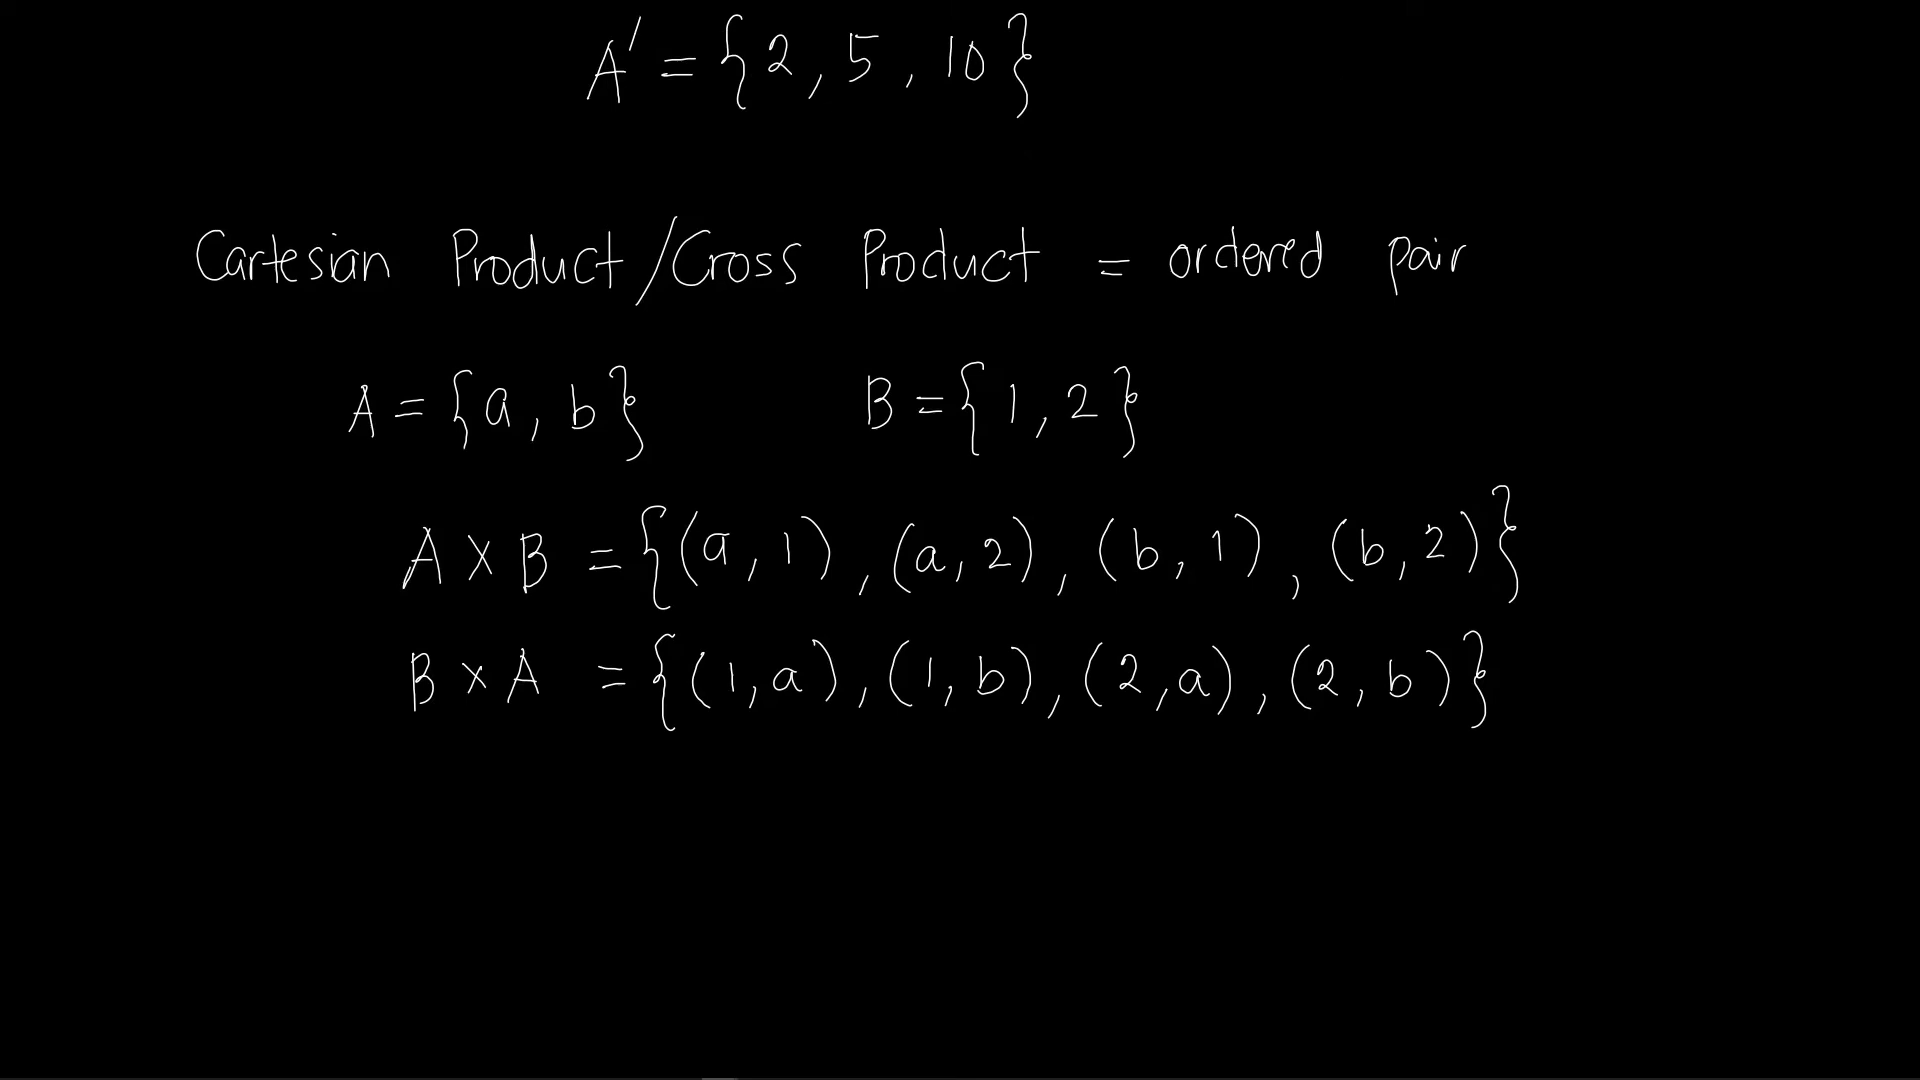 A' = {2, 5, 10}
Cartesian Product/Cross Product = ordered pair
A = {a, b} B = {1, 2}
A X B = {(a, 1), (a, 2), (b, 1), (b, 2)}
B x A = {(1, a), (1, b), (2, a), (2, b)}